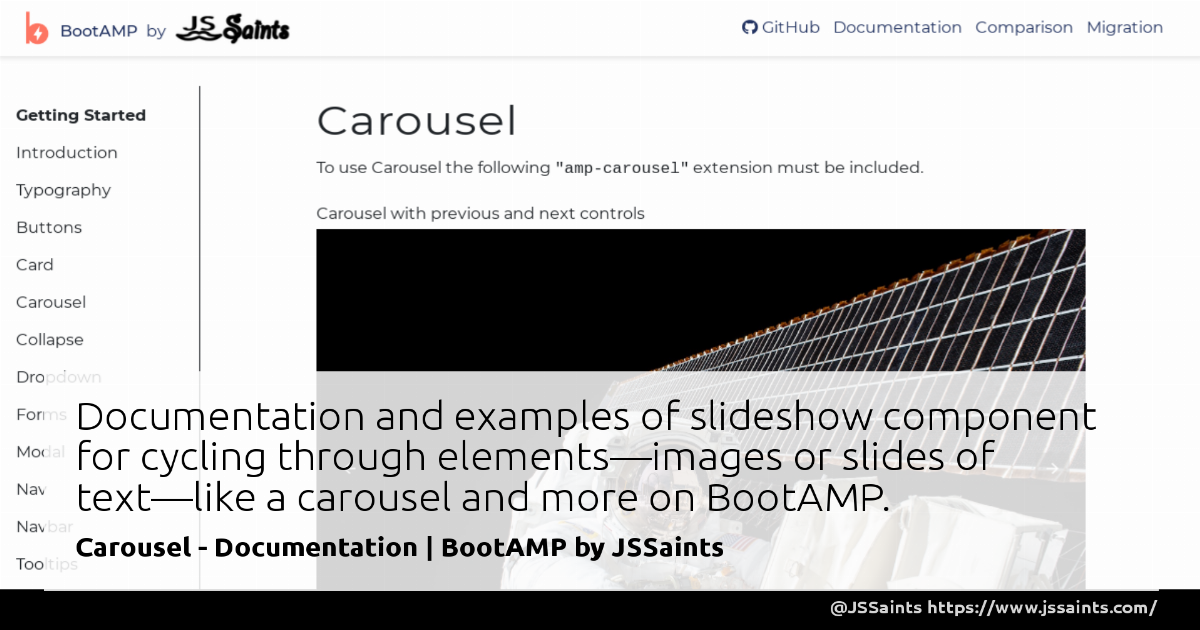 BootAMP by JS Saints
GitHub Documentation Comparison Migration
Getting Started
Introduction
Typography
Buttons
Card
Carousel
Collapse
Dropdown
Forms
Modal
Nav
Navbar
Tooltips
Carousel
To use Carousel the following "amp-carousel" extension must be included.
Carousel with previous and next controls
Documentation and examples of slideshow component
for cycling through elements—images or slides of
text—like a carousel and more on BootAMP.
Carousel - Documentation | BootAMP by JSSaints
@JSSaints https://www.jssaints.com/